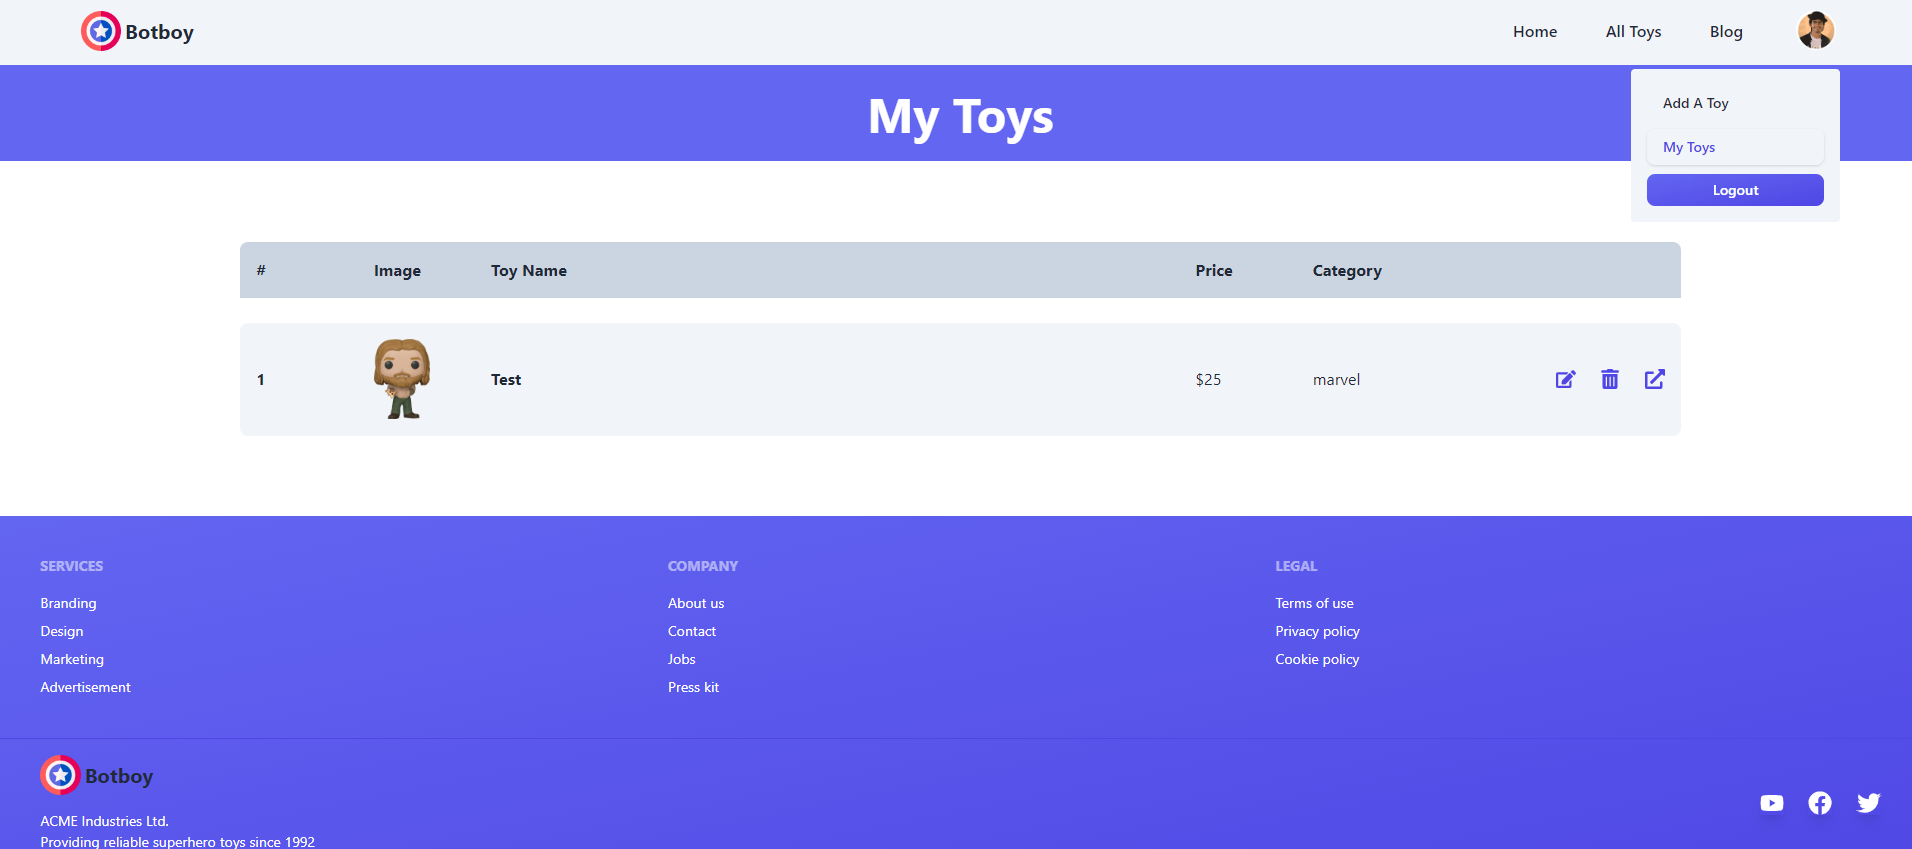 Botboy
Home All Toys Blog
My Toys
Add A Toy
My Toys
Logout
# Image Toy Name Price Category
1 Test $25 marvel
SERVICES
Branding
Design
Marketing
Advertisement
COMPANY
About us
Contact
Jobs
Press kit
LEGAL
Terms of use
Privacy policy
Cookie policy
Botboy
ACME Industries Ltd.
Providing reliable superhero toys since 1992